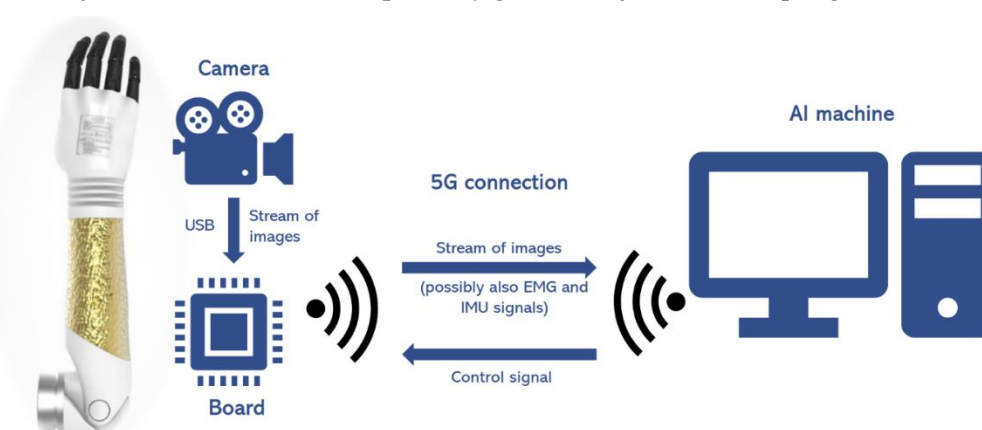 Camera
AI machine
5G connection
USB
Stream of
images
Stream of images
(possibly also EMG and
IMU signals)
Control signal
Board